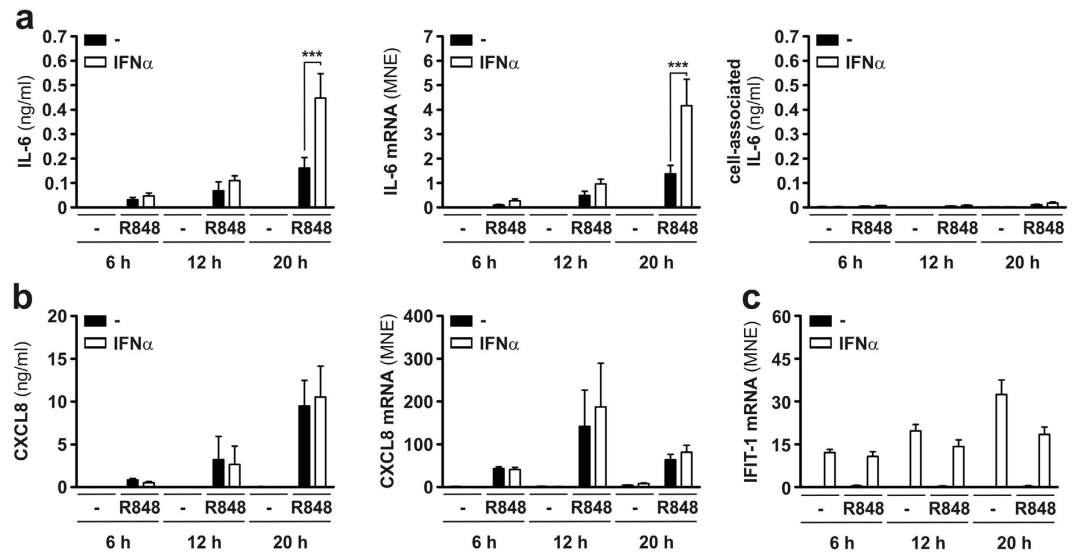 a
IL-6 (ng/ml)
0.7
0.6
0.5
0.4
0.3
0.2
0.1
0
-
IFNα
***
- R848 - R848 - R848
6 h 12 h 20 h
IL-6 mRNA (MNE)
7
6
5
4
3
2
1
0
-
IFNα
***
- R848 - R848 - R848
6 h 12 h 20 h
cell-associated
IL-6 (ng/ml)
0.7
0.6
0.5
0.4
0.3
0.2
0.1
0
-
IFNα
- R848 - R848 - R848
6 h 12 h 20 h
b
CXCL8 (ng/ml)
20
15
10
5
0
-
IFNα
- R848 - R848 - R848
6 h 12 h 20 h
CXCL8 mRNA (MNE)
400
300
200
100
0
-
IFNα
- R848 - R848 - R848
6 h 12 h 20 h
c
IFIT-1 mRNA (MNE)
60
45
30
15
0
-
IFNα
- R848 - R848 - R848
6 h 12 h 20 h